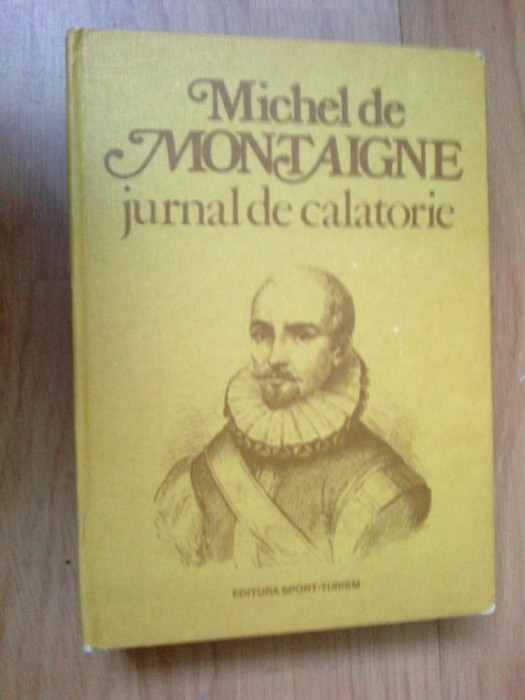 Michel de
MONTAIGNE
jurnal de calatorie
EDITURA SPORT-TURISM